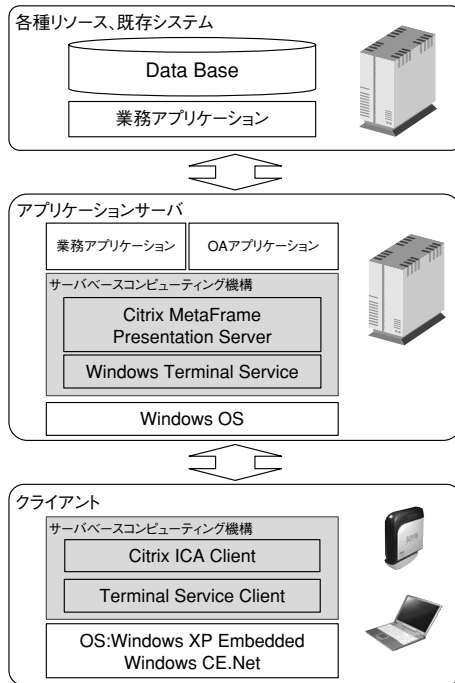 各種リソース、既存システム
Data Base
業務アプリケーション
アプリケーションサーバ
業務アプリケーション
OAアプリケーション
サーバベースコンピューティング機構
Citrix MetaFrame
Presentation Server
Windows Terminal Service
Windows OS
クライアント
サーバベースコンピューティング機構
Citrix ICA Client
Terminal Service Client
OS:Windows XP Embedded
Windows CE.Net